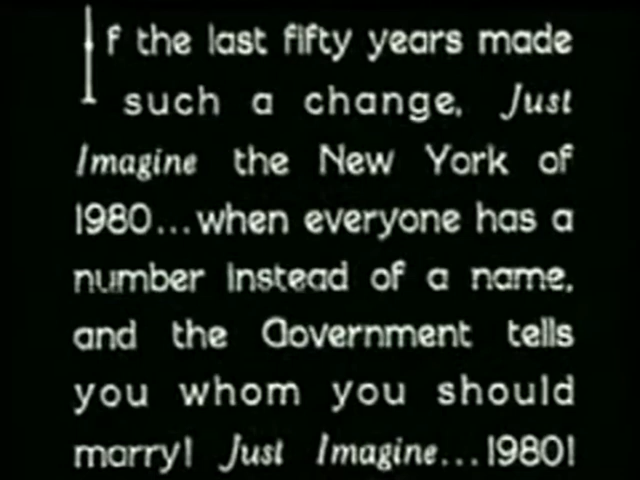 If the last fifty years made
such a change, Just
Imagine the New York of
1980...when everyone has a
number instead of a name,
and the Government tells
you whom you should
marry! Just Imagine...1980!